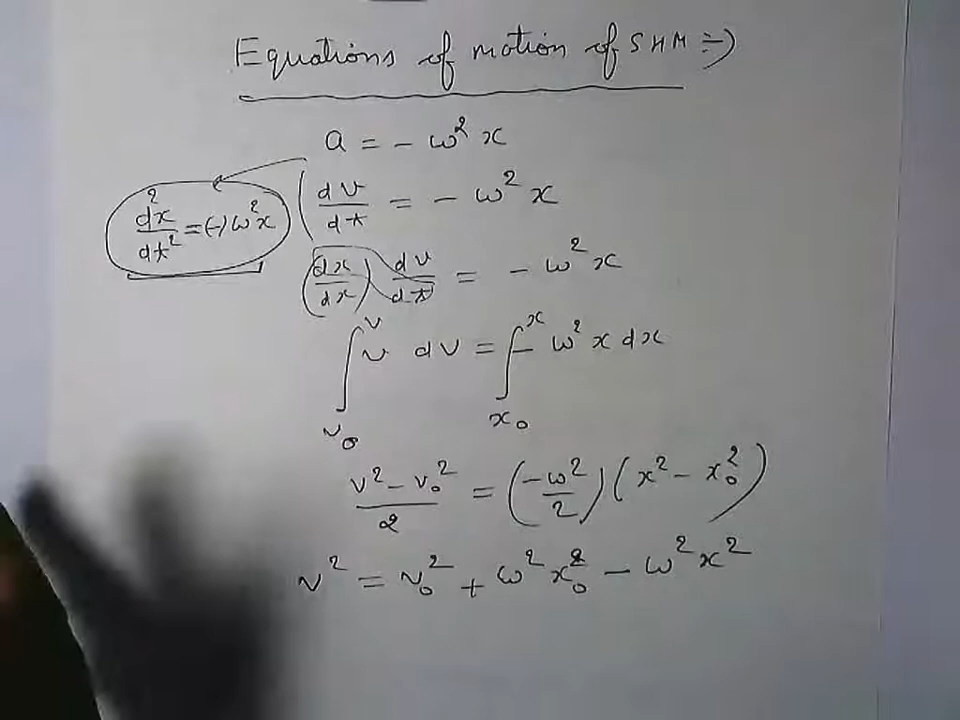 Equations of motion of SHM :-)
a = - ω² x
d²x/dt² = (-) ω²x
dv/dt = - ω² x
(dx/dx) dv/dt = - ω² x
∫_{v₀}^{v} v dv = ∫_{x₀}^{x} - ω² x dx
(v² - v₀²)/2 = (-ω²/2) (x² - x₀²)
v² = v₀² + ω² x₀² - ω² x²